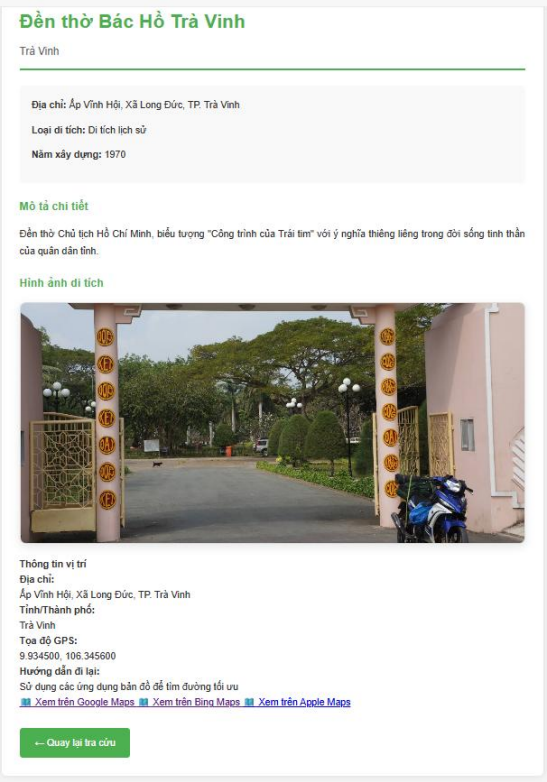 Đền thờ Bác Hồ Trà Vinh
Trà Vinh
Địa chỉ: Ấp Vĩnh Hội, Xã Long Đức, TP. Trà Vinh
Loại di tích: Di tích lịch sử
Năm xây dựng: 1970
Mô tả chi tiết
Đền thờ Chủ tịch Hồ Chí Minh, biểu tượng "Công trình của Trái tim" với ý nghĩa thiêng liêng trong đời sống tinh thần
của quân dân tỉnh.
Hình ảnh di tích
Thông tin vị trí
Địa chỉ:
Ấp Vĩnh Hội, Xã Long Đức, TP. Trà Vinh
Tỉnh/Thành phố:
Trà Vinh
Tọa độ GPS:
9.934500, 106.345600
Hướng dẫn đi lại:
Sử dụng các ứng dụng bản đồ để tìm đường tối ưu
Xem trên Google Maps Xem trên Bing Maps Xem trên Apple Maps
← Quay lại tra cứu